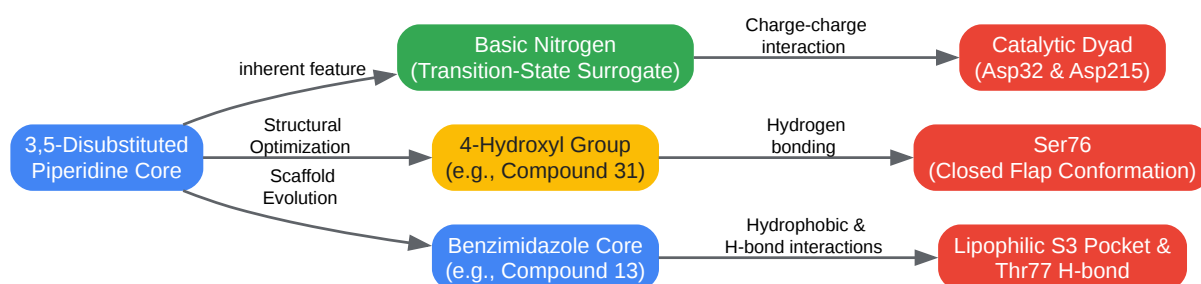 Basic Nitrogen
(Transition-State Surrogate)
Charge-charge
interaction
Catalytic Dyad
(Asp32 & Asp215)
inherent feature
3,5-Disubstituted
Piperidine Core
Structural
Optimization
4-Hydroxyl Group
(e.g., Compound 31)
Hydrogen
bonding
Ser76
(Closed Flap Conformation)
Scaffold
Evolution
Benzimidazole Core
(e.g., Compound 13)
Hydrophobic &
H-bond interactions
Lipophilic S3 Pocket &
Thr77 H-bond